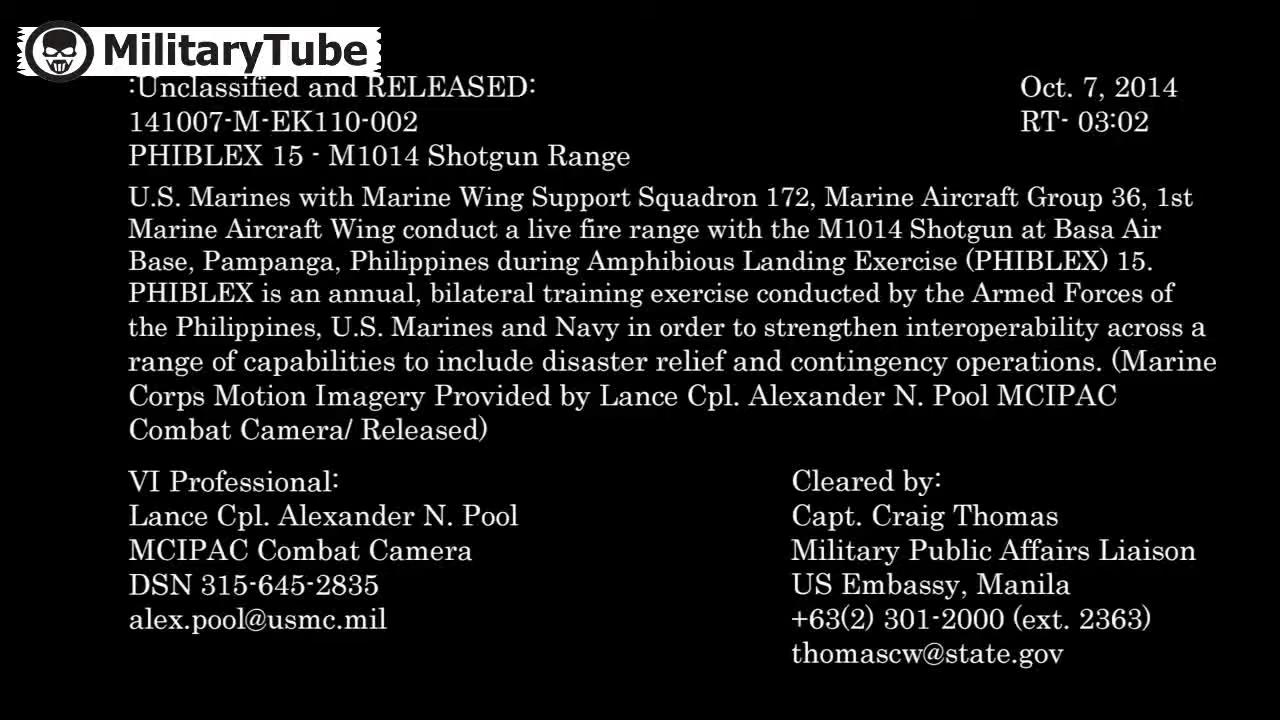 MilitaryTube
:Unclassified and RELEASED:
Oct. 7, 2014
141007-M-EK110-002
RT- 03:02
PHIBLEX 15 - M1014 Shotgun Range
U.S. Marines with Marine Wing Support Squadron 172, Marine Aircraft Group 36, 1st
Marine Aircraft Wing conduct a live fire range with the M1014 Shotgun at Basa Air
Base, Pampanga, Philippines during Amphibious Landing Exercise (PHIBLEX) 15.
PHIBLEX is an annual, bilateral training exercise conducted by the Armed Forces of
the Philippines, U.S. Marines and Navy in order to strengthen interoperability across a
range of capabilities to include disaster relief and contingency operations. (Marine
Corps Motion Imagery Provided by Lance Cpl. Alexander N. Pool MCIPAC
Combat Camera/ Released)
VI Professional:
Lance Cpl. Alexander N. Pool
MCIPAC Combat Camera
DSN 315-645-2835
alex.pool@usmc.mil
Cleared by:
Capt. Craig Thomas
Military Public Affairs Liaison
US Embassy, Manila
+63(2) 301-2000 (ext. 2363)
thomascw@state.gov